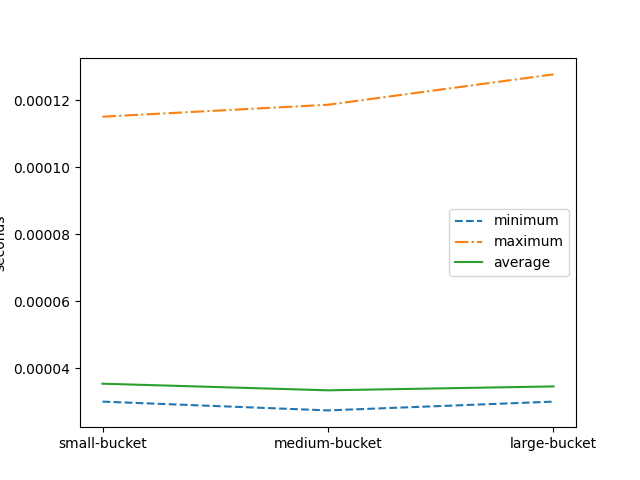 0.00012
0.00010
0.00008
0.00006
0.00004
seconds
minimum
maximum
average
small-bucket
medium-bucket
large-bucket